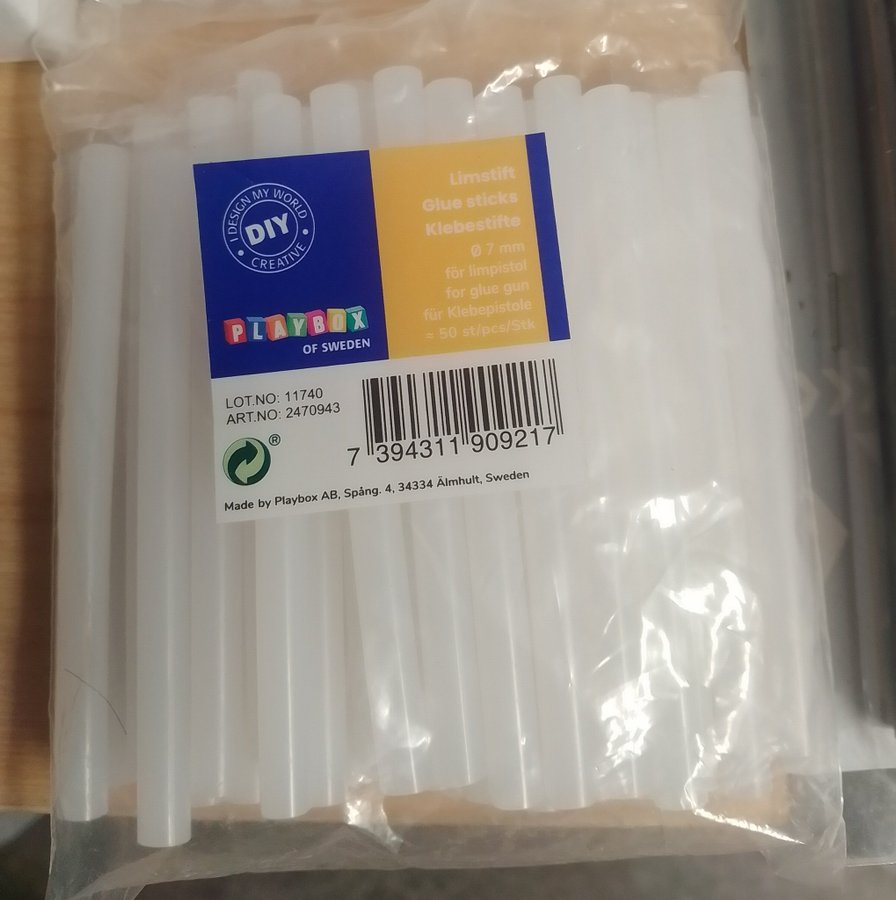 I DESIGN MY WORLD
DIY
CREATIVE
PLAYBOX
OF SWEDEN
Limstift
Glue sticks
Klebestifte
Ø 7 mm
för limpistol
for glue gun
für Klebepistole
≈ 50 st/pcs/Stk
LOT.NO: 11740
ART.NO: 2470943
®
7 394311 909217
Made by Playbox AB, Spång. 4, 34334 Älmhult, Sweden